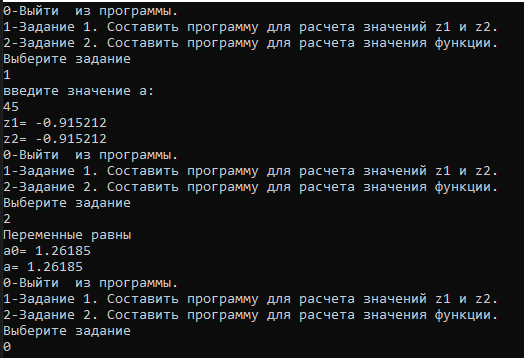 0-Выйти  из программы.
1-Задание 1. Составить программу для расчета значений z1 и z2.
2-Задание 2. Составить программу для расчета значения функции.
Выберите задание
1
введите значение a:
45
z1= -0.915212
z2= -0.915212
0-Выйти  из программы.
1-Задание 1. Составить программу для расчета значений z1 и z2.
2-Задание 2. Составить программу для расчета значения функции.
Выберите задание
2
Переменные равны
a0= 1.26185
a= 1.26185
0-Выйти  из программы.
1-Задание 1. Составить программу для расчета значений z1 и z2.
2-Задание 2. Составить программу для расчета значения функции.
Выберите задание
0